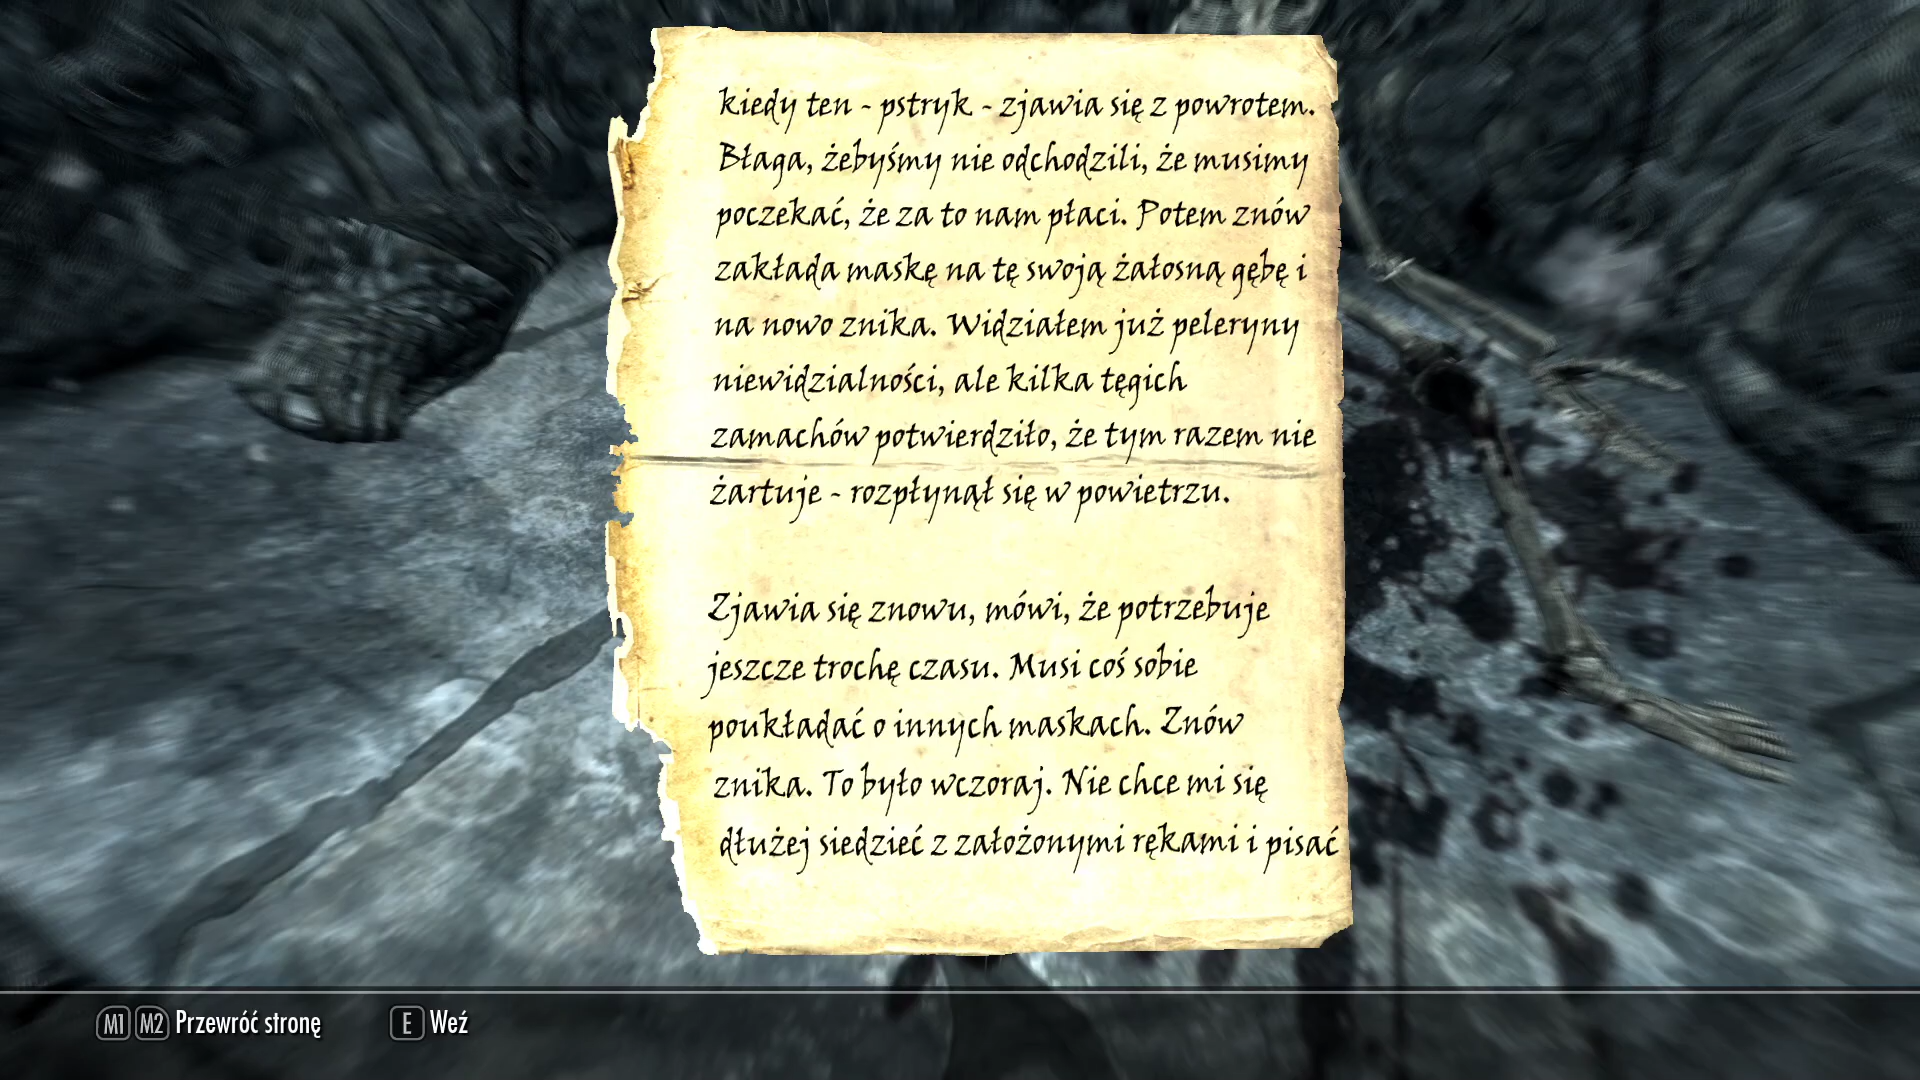 kiedy ten - pstryk - zjawia się z powrotem.
Błaga, żebyśmy nie odchodzili, że musimy
poczekać, że za to nam płaci. Potem znów
zakłada maskę na tę swoją żałosną gębę i
na nowo znika. Widziałem już peleryny
niewidzialności, ale kilka tęgich
zamachów potwierdziło, że tym razem nie
żartuje - rozpłynął się w powietrzu.
Zjawia się znowu, mówi, że potrzebuje
jeszcze trochę czasu. Musi coś sobie
poukładać o innych maskach. Znów
znika. To było wczoraj. Nie chce mi się
dłużej siedzieć z założonymi rękami i pisać
M1 M2 Przewróć stronę E Weź